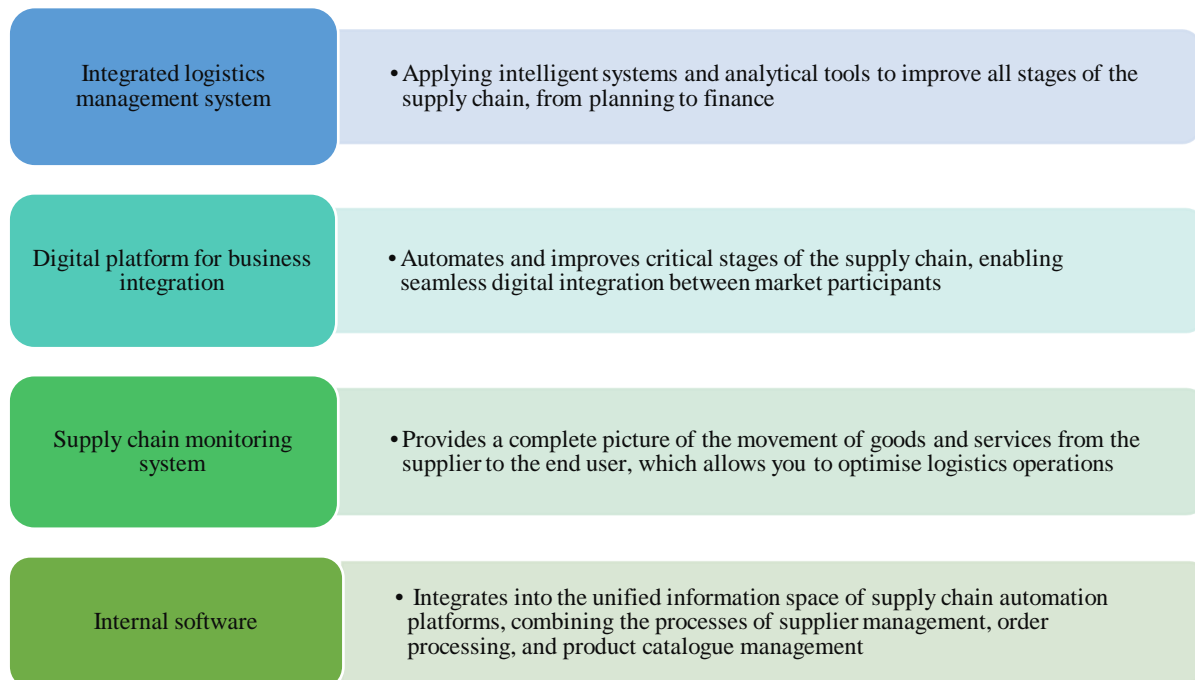 Integrated logistics
management system
• Applying intelligent systems and analytical tools to improve all stages of the
supply chain, from planning to finance
Digital platform for business
integration
• Automates and improves critical stages of the supply chain, enabling
seamless digital integration between market participants
Supply chain monitoring
system
• Provides a complete picture of the movement of goods and services from the
supplier to the end user, which allows you to optimise logistics operations
Internal software
• Integrates into the unified information space of supply chain automation
platforms, combining the processes of supplier management, order
processing, and product catalogue management